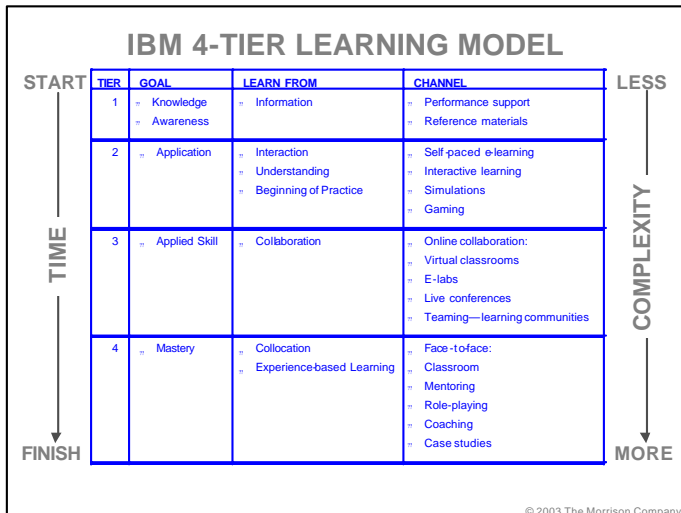 IBM 4-TIER LEARNING MODEL
START
LESS
TIER GOAL LEARN FROM CHANNEL
1 „ Knowledge „ Information „ Performance support
„ Awareness „ Reference materials
2 „ Application „ Interaction „ Self-paced e-learning
„ Understanding „ Interactive learning
„ Beginning of Practice „ Simulations
„ Gaming
TIME
COMPLEXITY
3 „ Applied Skill „ Collaboration „ Online collaboration:
„ Virtual classrooms
„ E-labs
„ Live conferences
„ Teaming—learning communities
4 „ Mastery „ Collocation „ Face-to-face:
„ Experience-based Learning „ Classroom
„ Mentoring
„ Role-playing
„ Coaching
„ Case studies
FINISH
MORE
© 2003 The Morrison Company